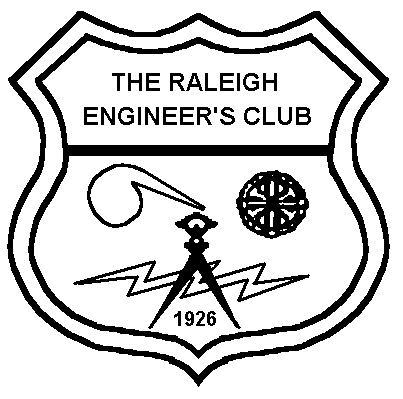 THE RALEIGH
ENGINEER'S CLUB
1926